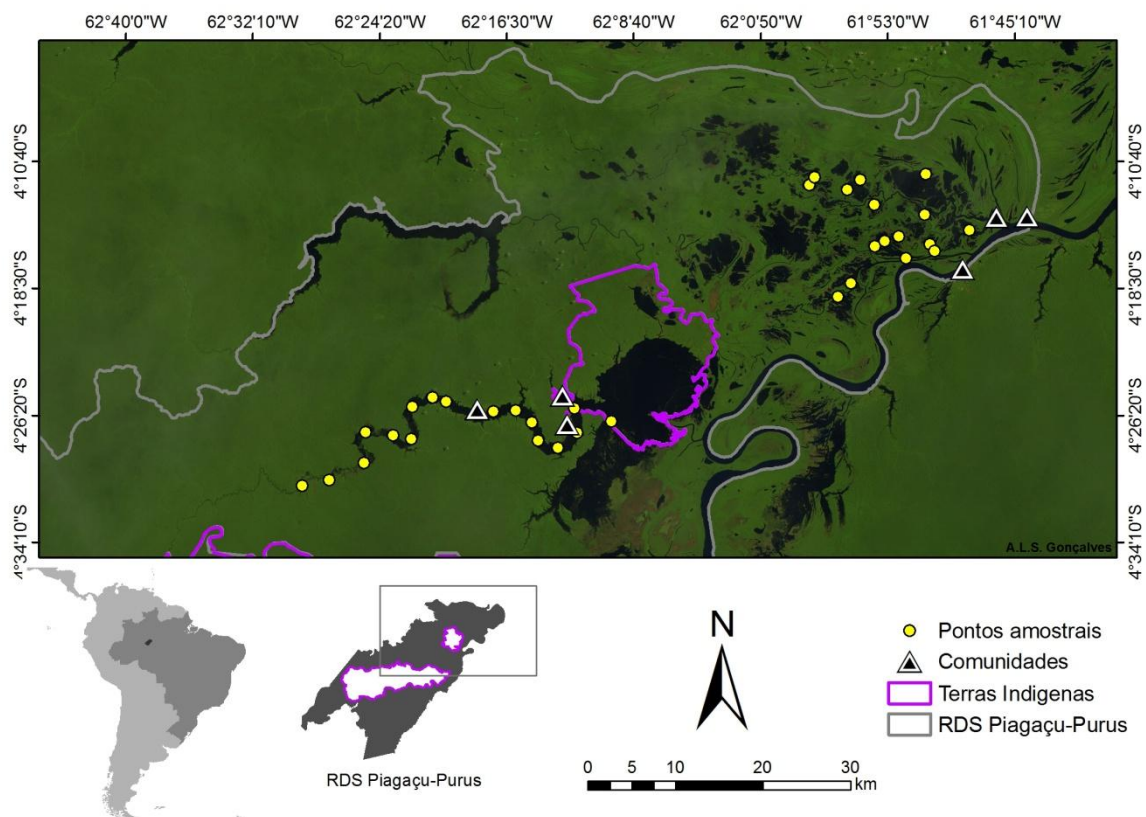 62°40'0"W 62°32'10"W 62°24'20"W 62°16'30"W 62°8'40"W 62°0'50"W 61°53'0"W 61°45'10"W
4°10'40"S 4°10'40"S
4°18'30"S 4°18'30"S
4°26'20"S 4°26'20"S
4°34'10"S 4°34'10"S
A.L.S. Gonçalves
RDS Piagaçu-Purus
N
0 5 10 20 30
km
Pontos amostrais
Comunidades
Terras Indigenas
RDS Piagaçu-Purus